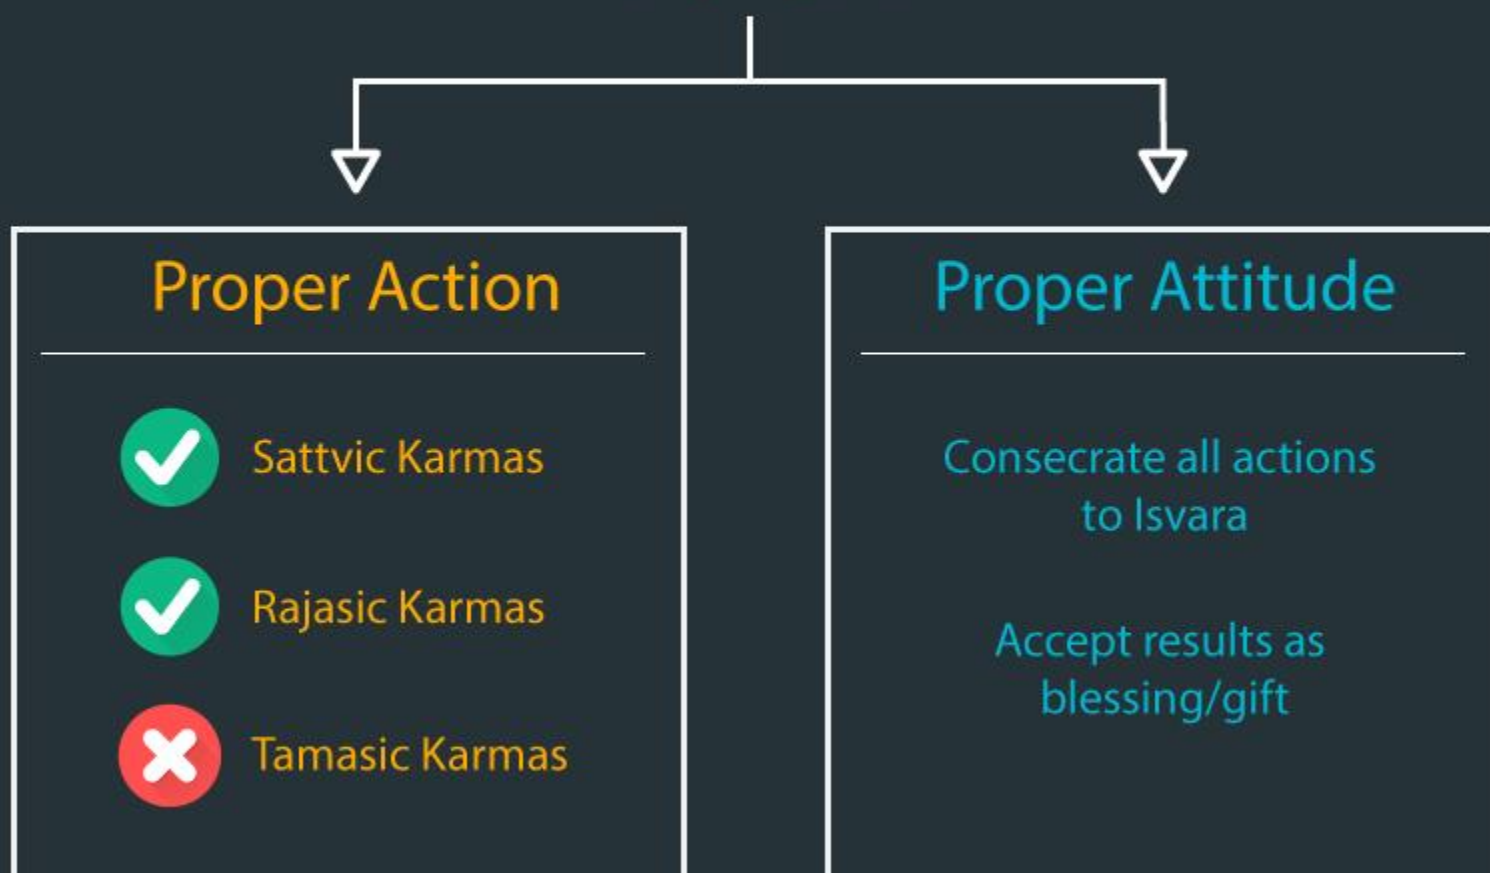 Proper Action
Sattvic Karmas
Rajasic Karmas
Tamasic Karmas
Proper Attitude
Consecrate all actions
to Isvara
Accept results as
blessing/gift